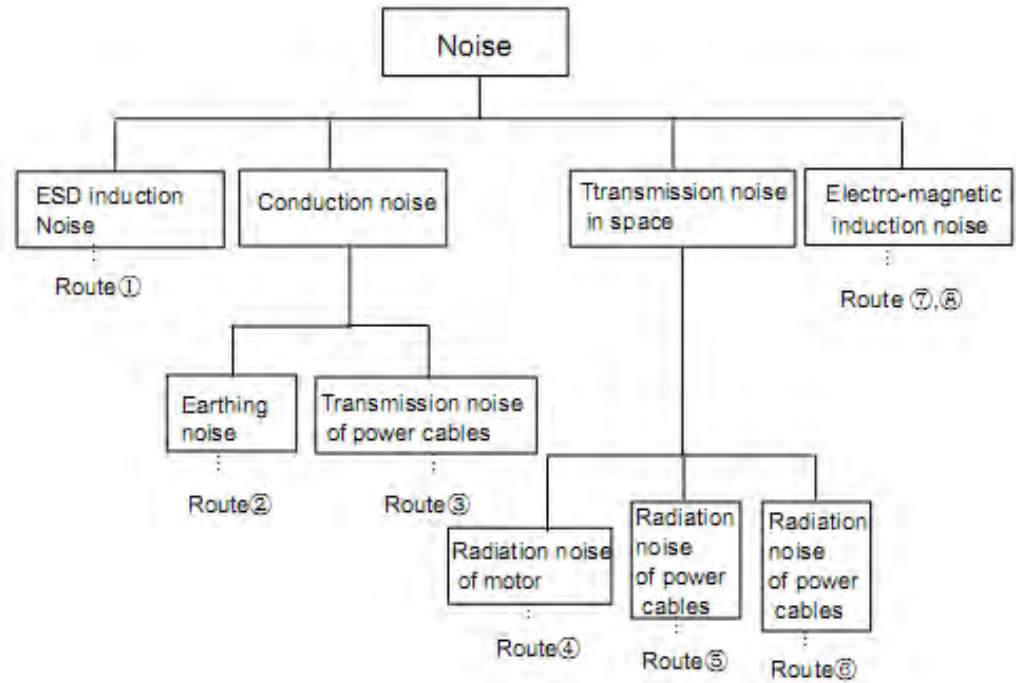 Noise
ESD induction
Noise
Conduction noise
Ttransmission noise
in space
Electro-magnetic
induction noise
Route①
Route ⑦,⑧
Earthing
noise
Transmission noise
of power cables
Route②
Route③
Radiation noise
of motor
Radiation
noise
of power
cables
Radiation
noise
of power
cables
Route④
Route⑤
Route⑥